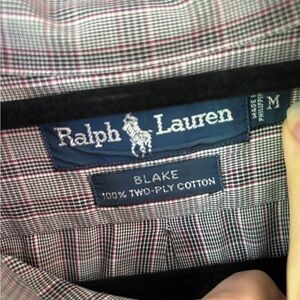 Ralph Lauren
M
BLAKE
100% TWO-PLY COTTON